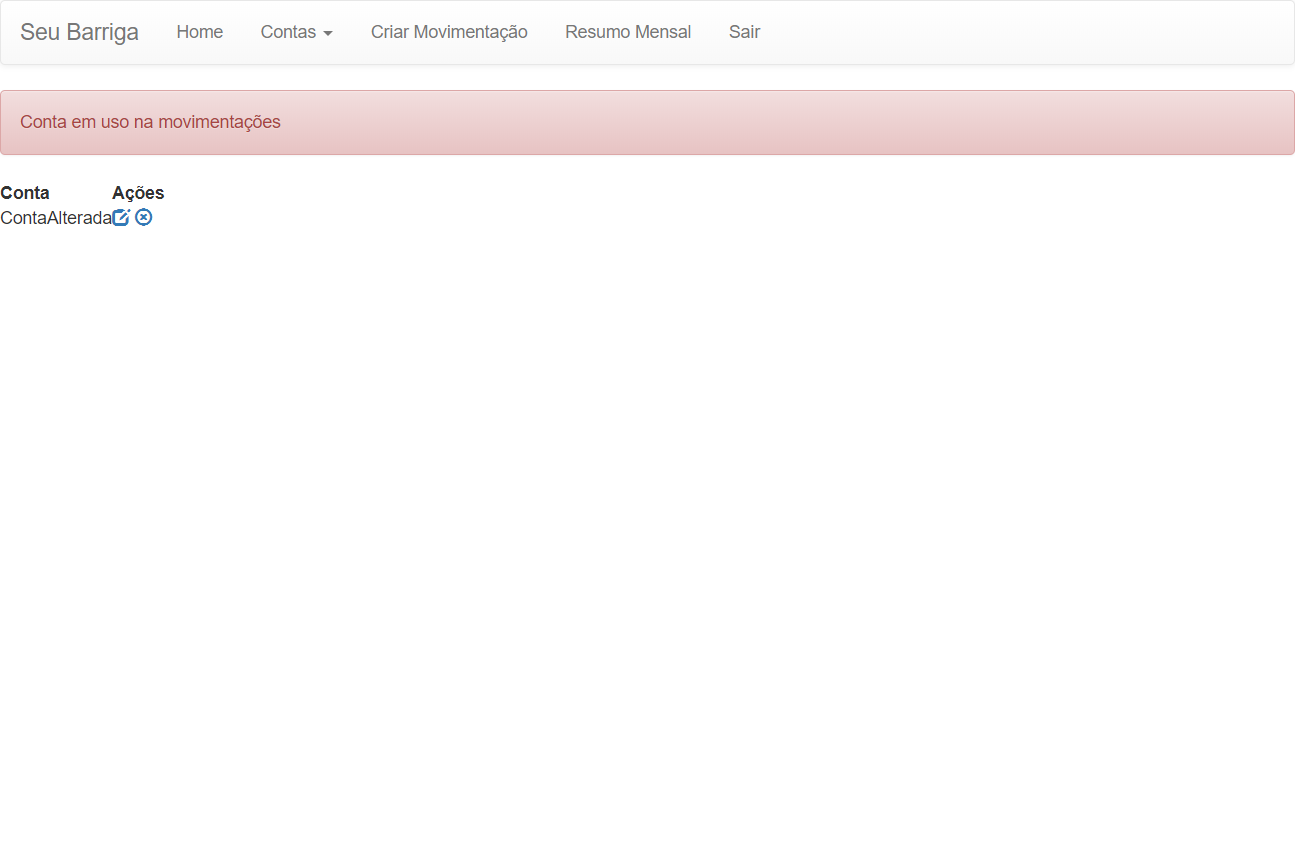 Seu Barriga Home Contas Criar Movimentação Resumo Mensal Sair
Conta em uso na movimentações
Conta Ações
ContaAlterada